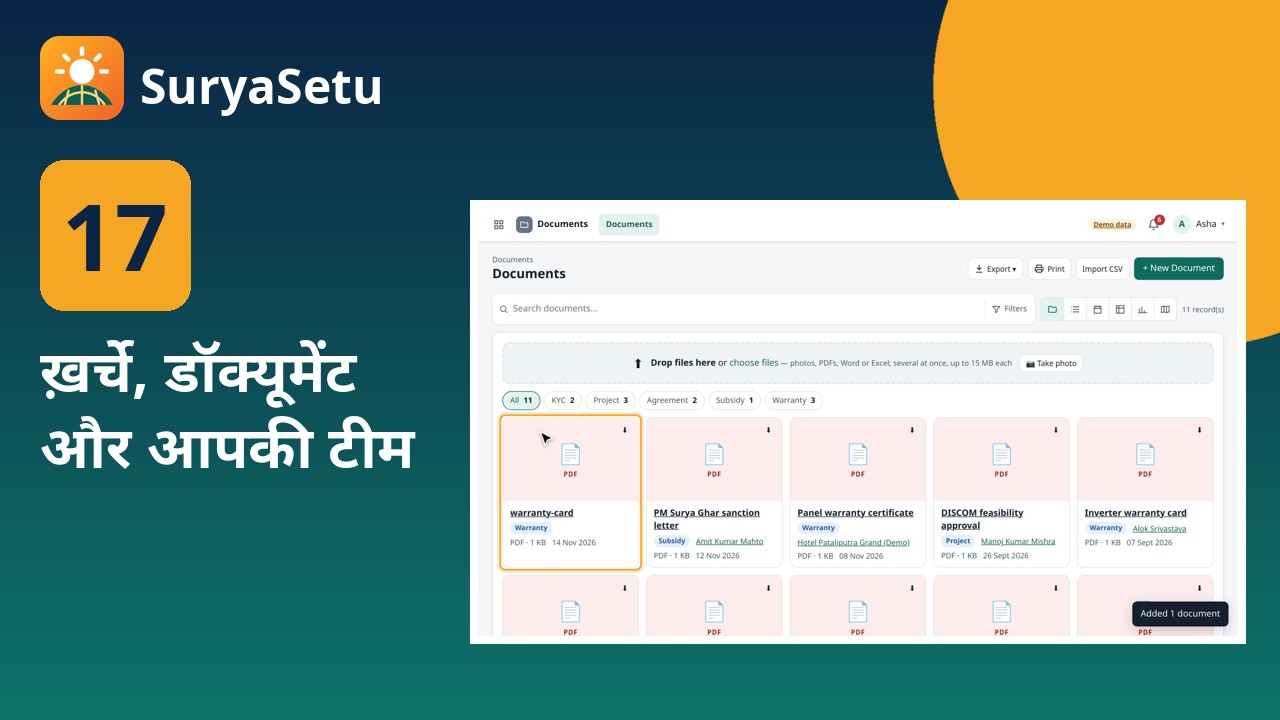 SuryaSetu
17
ख़र्चे, डॉक्यूमेंट
और आपकी टीम
Documents Documents Demo data 6 A Asha
Documents
Documents
Export Print Import CSV + New Document
Search documents... Filters 11 record(s)
Drop files here or choose files — photos, PDFs, Word or Excel; several at once, up to 15 MB each Take photo
All 11 KYC 2 Project 3 Agreement 2 Subsidy 1 Warranty 3
PDF PDF PDF PDF PDF
warranty-card
Warranty
PDF · 1 KB 14 Nov 2026
PM Surya Ghar sanction
letter
Subsidy Amit Kumar Mahto
PDF · 1 KB 12 Nov 2026
Panel warranty certificate
Warranty
Hotel Pataliputra Grand (Demo)
PDF · 1 KB 08 Nov 2026
DISCOM feasibility
approval
Project Manoj Kumar Mishra
PDF · 1 KB 26 Sept 2026
Inverter warranty card
Warranty Alok Srivastava
PDF · 1 KB 07 Sept 2026
PDF PDF PDF PDF PDF
Added 1 document